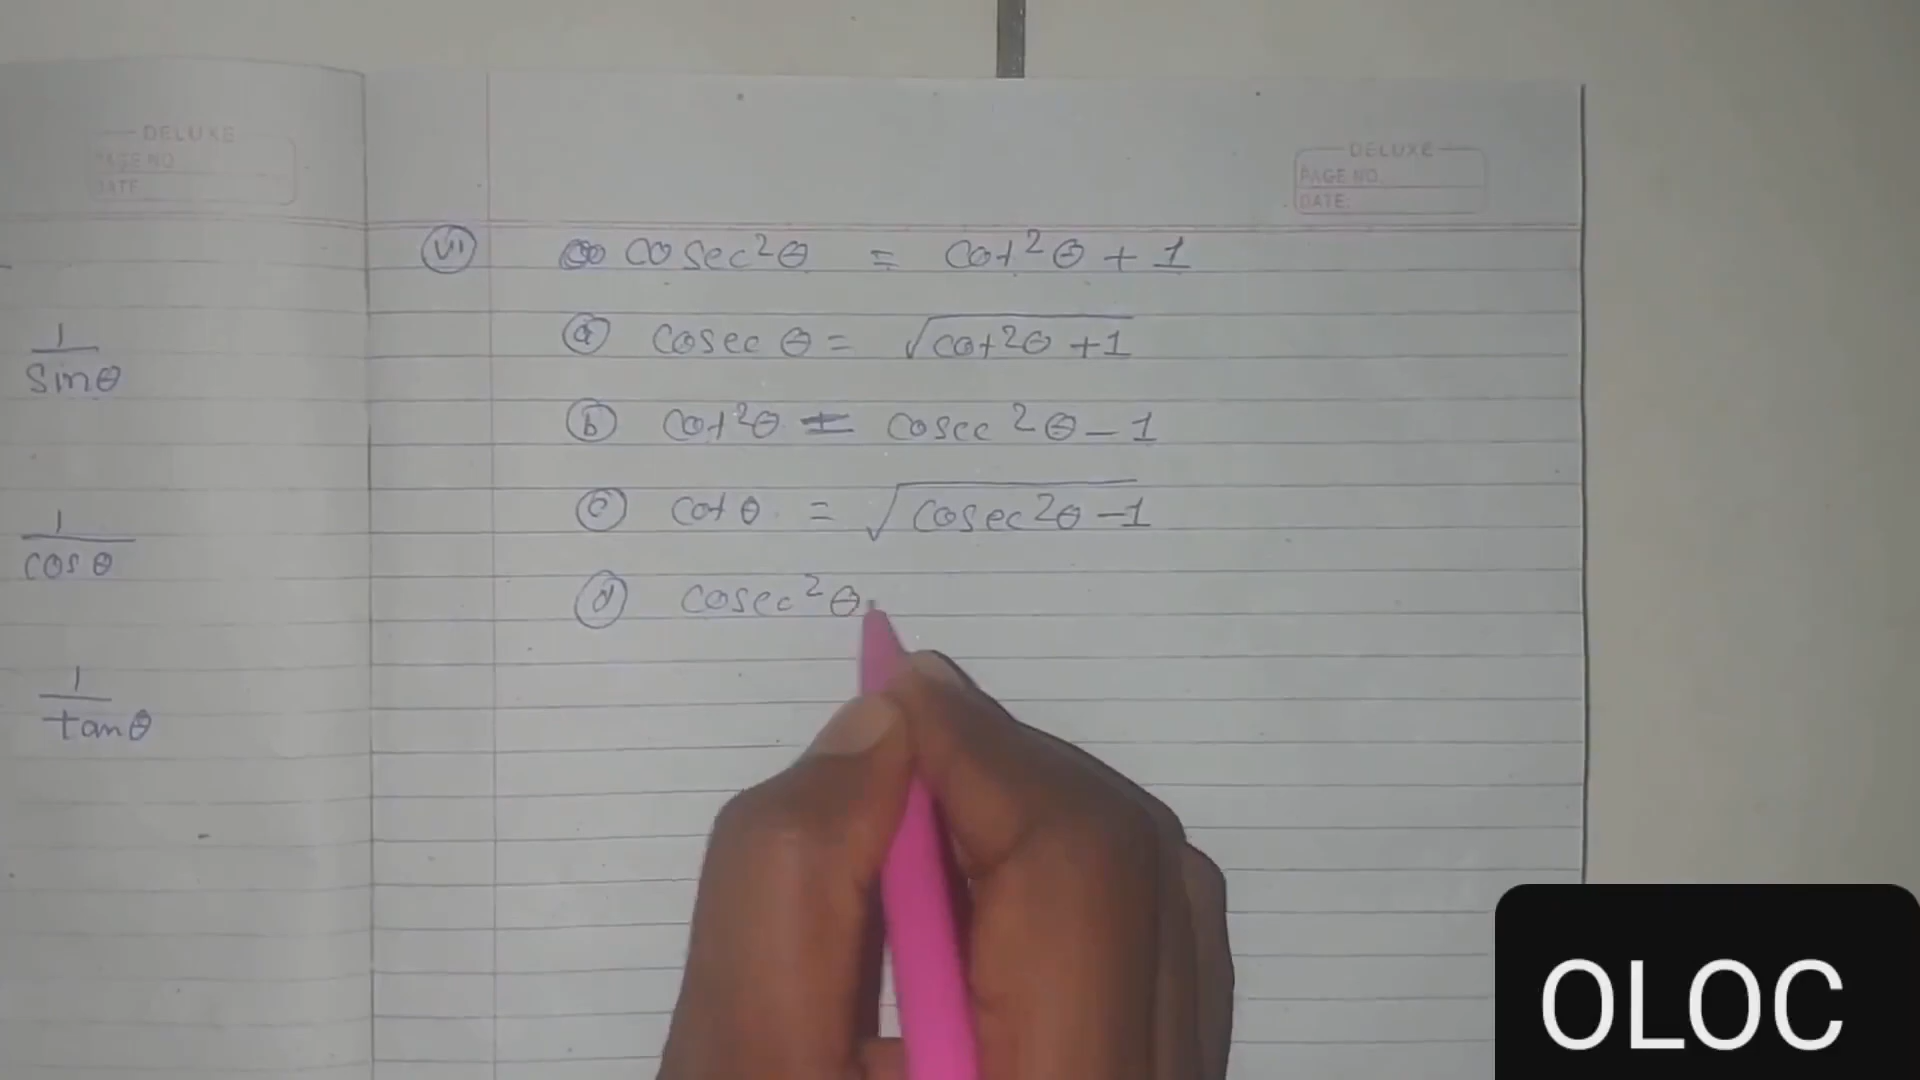 DELUXE
PAGE NO.
DATE:
1
sinθ
1
cosθ
1
tanθ
DELUXE
PAGE NO.
DATE:
(vi) cosec²θ = cot²θ + 1
(a) cosec θ = √cot²θ + 1
(b) cot²θ = cosec²θ - 1
(c) cot θ = √cosec²θ - 1
(d) cosec²θ
OLOC